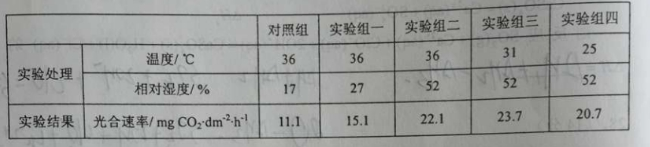 对照组 实验组一 实验组二 实验组三 实验组四
实验处理 温度/℃ 36 36 36 31 25
相对湿度/% 17 27 52 52 52
实验结果 光合速率/ mg CO₂·dm⁻²·h⁻¹ 11.1 15.1 22.1 23.7 20.7